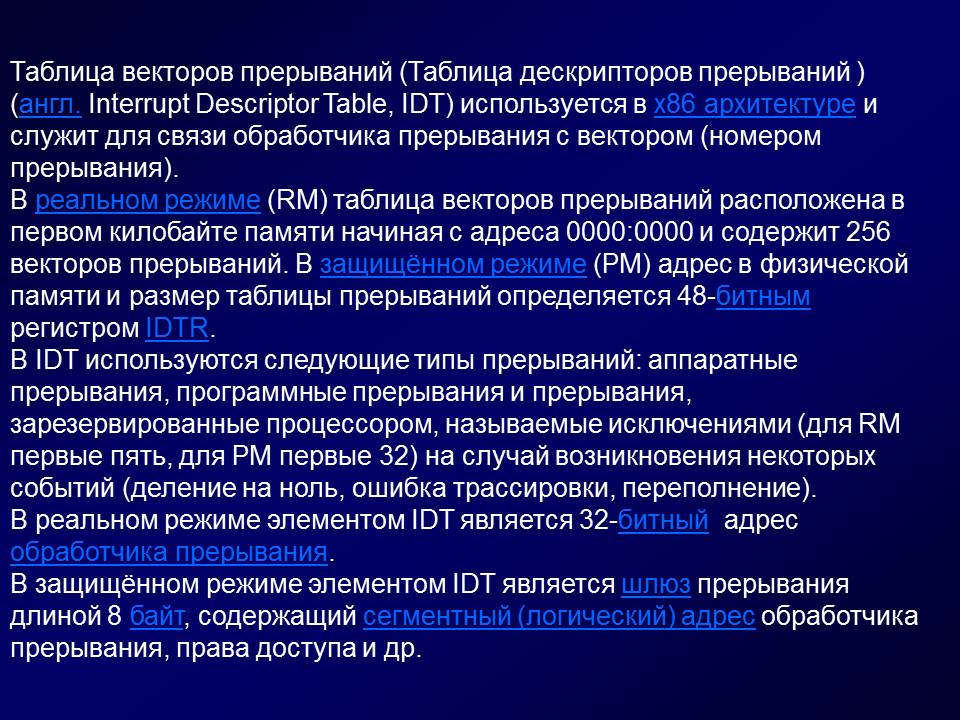 Таблица векторов прерываний (Таблица дескрипторов прерываний )
(англ. Interrupt Descriptor Table, IDT) используется в x86 архитектуре и
служит для связи обработчика прерывания с вектором (номером
прерывания).
В реальном режиме (RM) таблица векторов прерываний расположена в
первом килобайте памяти начиная с адреса 0000:0000 и содержит 256
векторов прерываний. В защищённом режиме (PM) адрес в физической
памяти и размер таблицы прерываний определяется 48-битным
регистром IDTR.
В IDT используются следующие типы прерываний: аппаратные
прерывания, программные прерывания и прерывания,
зарезервированные процессором, называемые исключениями (для RM
первые пять, для PM первые 32) на случай возникновения некоторых
событий (деление на ноль, ошибка трассировки, переполнение).
В реальном режиме элементом IDT является 32-битный  адрес
обработчика прерывания.
В защищённом режиме элементом IDT является шлюз прерывания
длиной 8 байт, содержащий сегментный (логический) адрес обработчика
прерывания, права доступа и др.